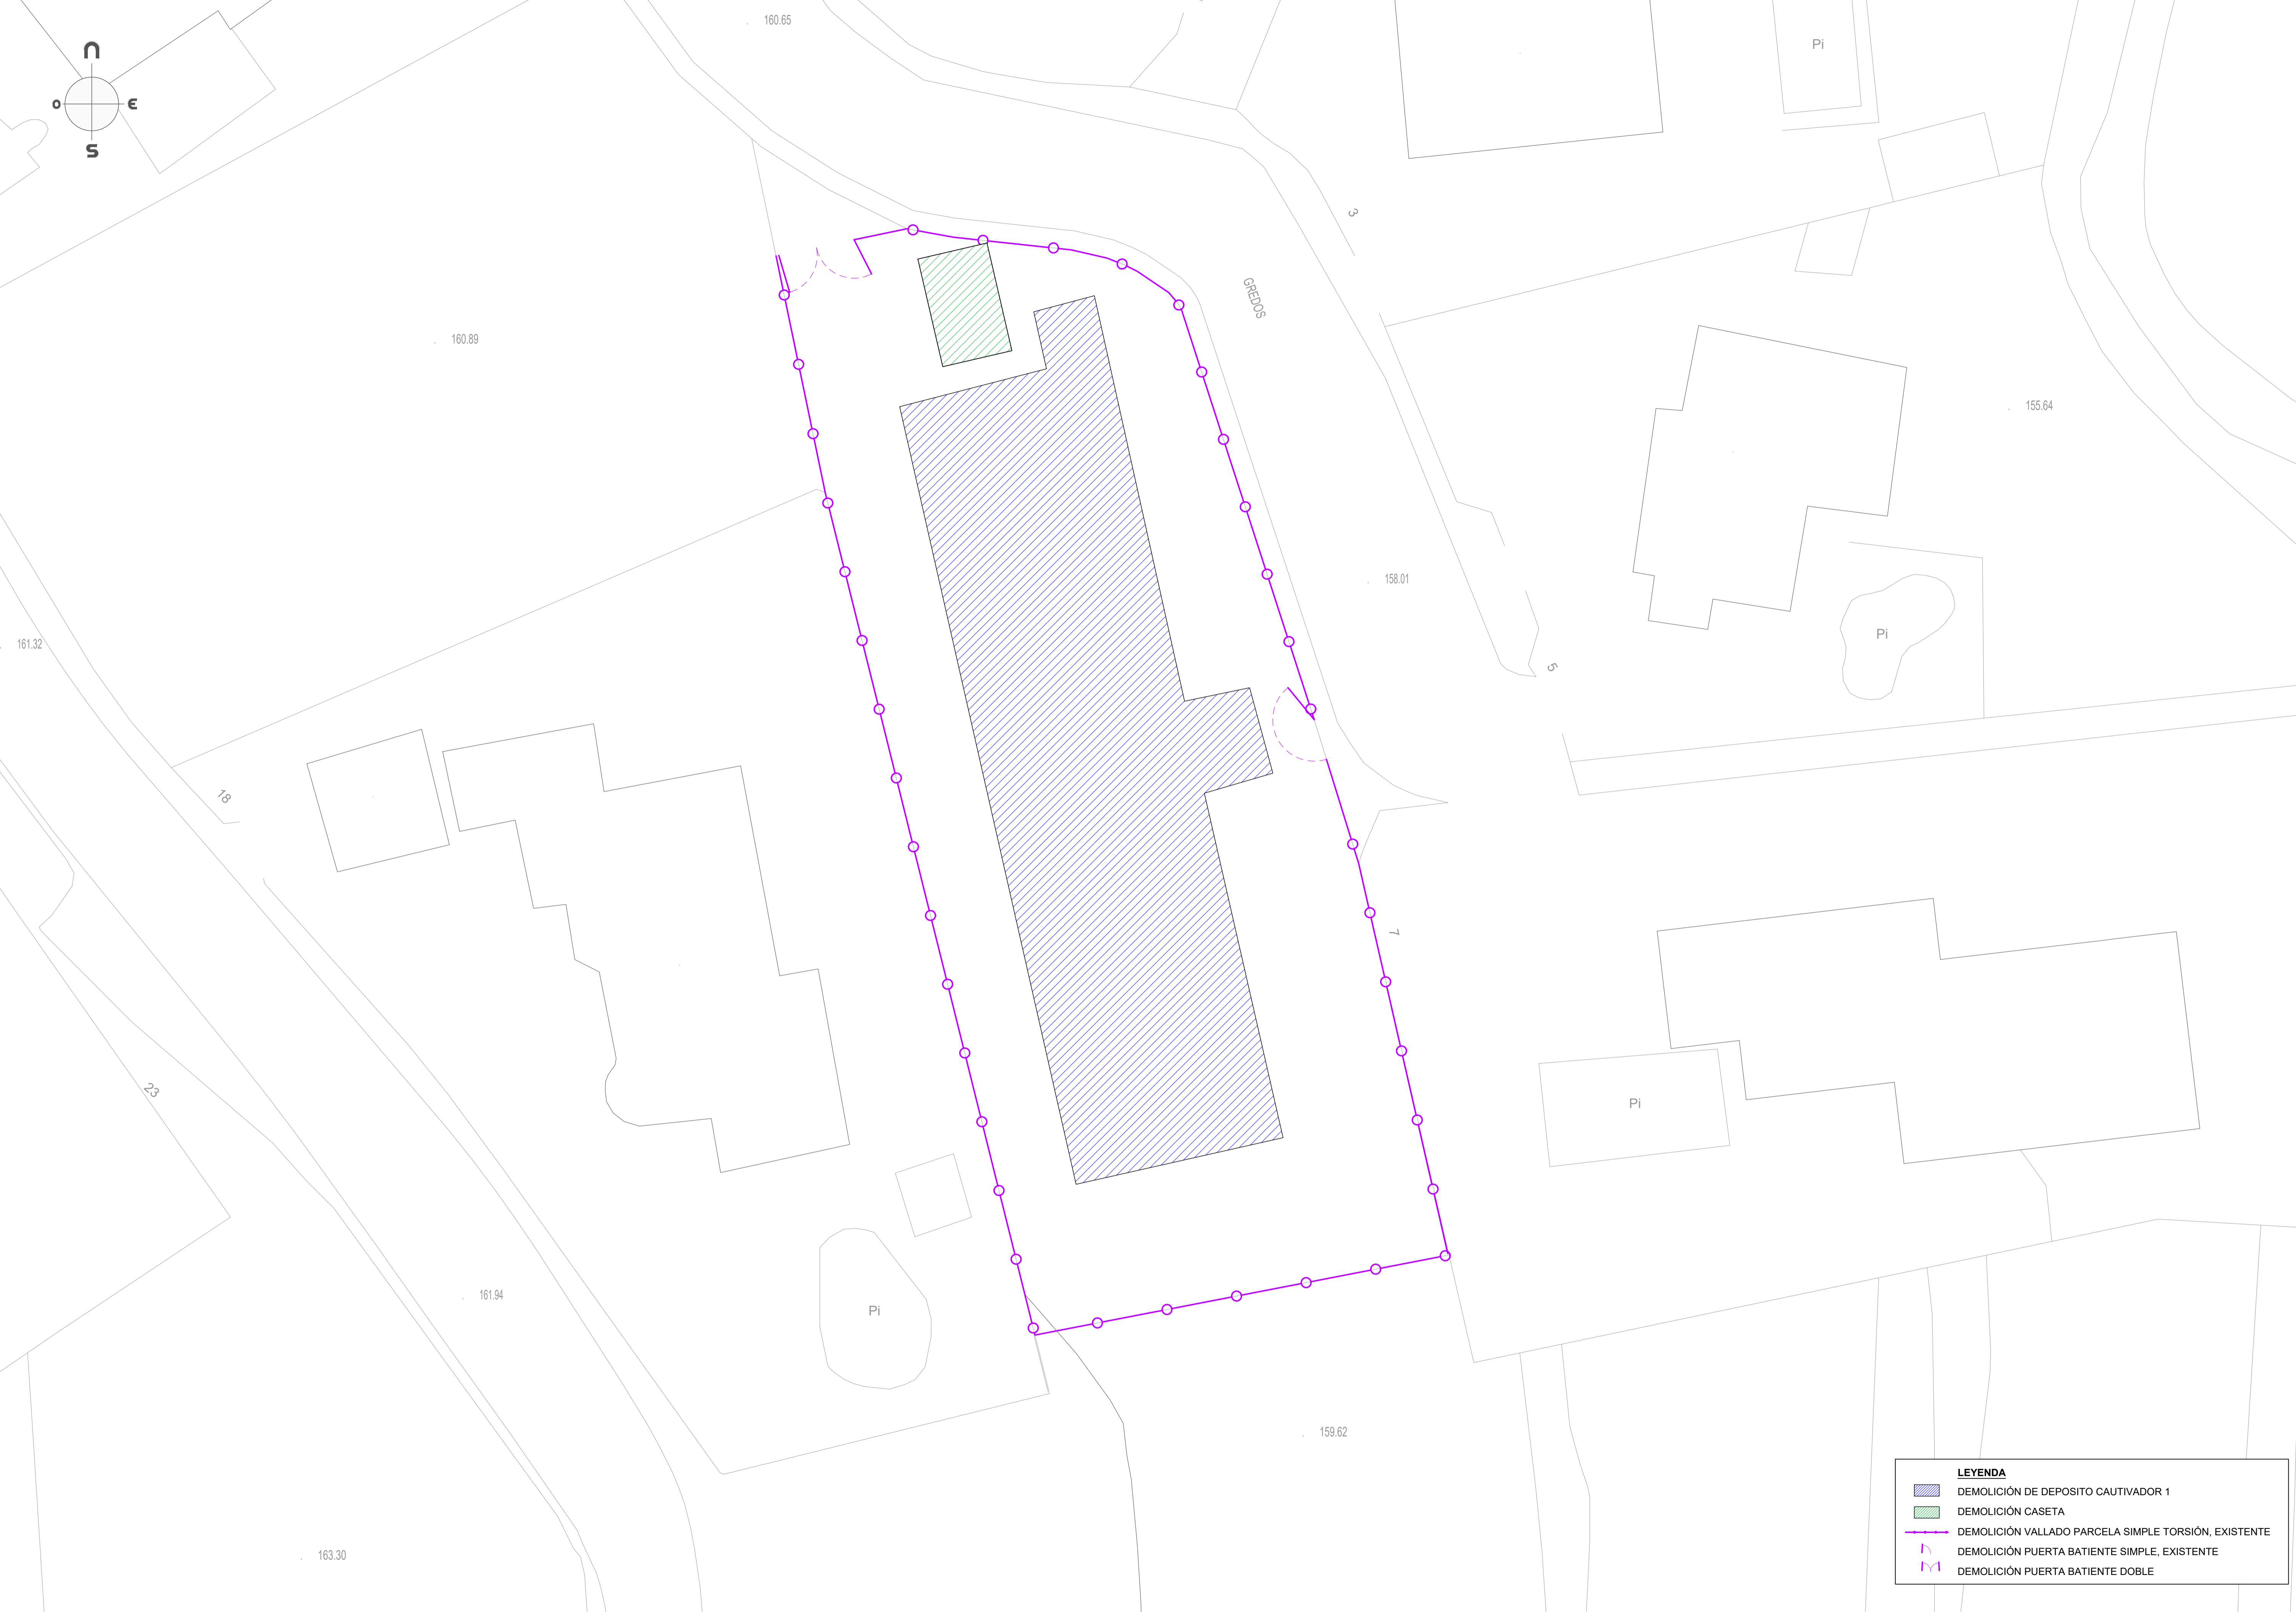 160.65
Pi
n
o e
s
3
GREDOS
160.89
155.64
158.01
161.32
Pi
5
18
7
23
Pi
161.94
Pi
159.62
163.30
LEYENDA
DEMOLICIÓN DE DEPOSITO CAUTIVADOR 1
DEMOLICIÓN CASETA
DEMOLICIÓN VALLADO PARCELA SIMPLE TORSIÓN, EXISTENTE
DEMOLICIÓN PUERTA BATIENTE SIMPLE, EXISTENTE
DEMOLICIÓN PUERTA BATIENTE DOBLE